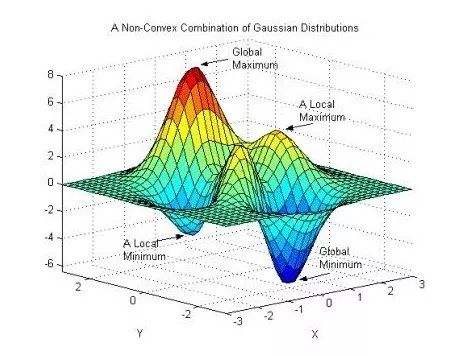 A Non-Convex Combination of Gaussian Distributions
Global
Maximum
A Local
Maximum
8
6
4
2
0
-2
-4
-6
A Local
Minimum
Global
Minimum
2
0
-2
Y
-3
-2
-1
0
1
2
3
X